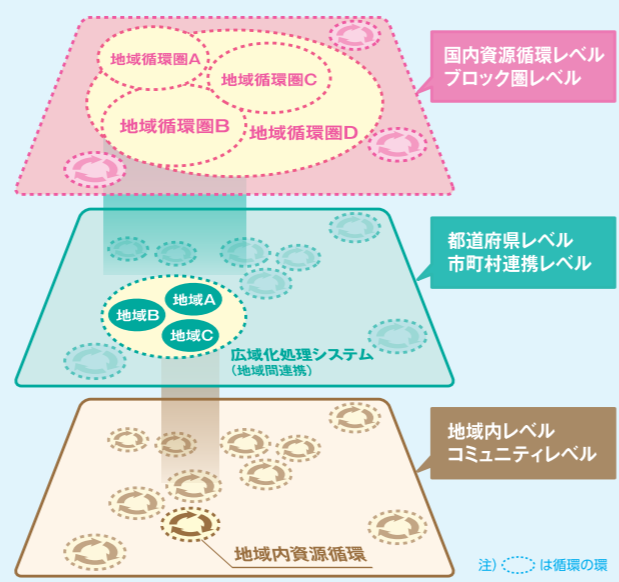 国内資源循環レベル
ブロック圏レベル
地域循環圏A
地域循環圏C
地域循環圏B
地域循環圏D
都道府県レベル
市町村連携レベル
地域A
地域B
地域C
広域化処理システム
(地域間連携)
地域内レベル
コミュニティレベル
地域内資源循環
注) は循環の環